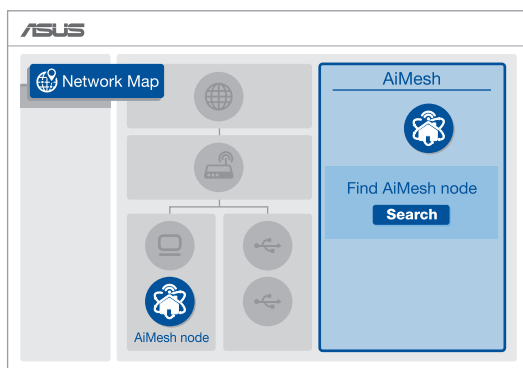 ASUS
Network Map
AiMesh
Find AiMesh node
Search
AiMesh node